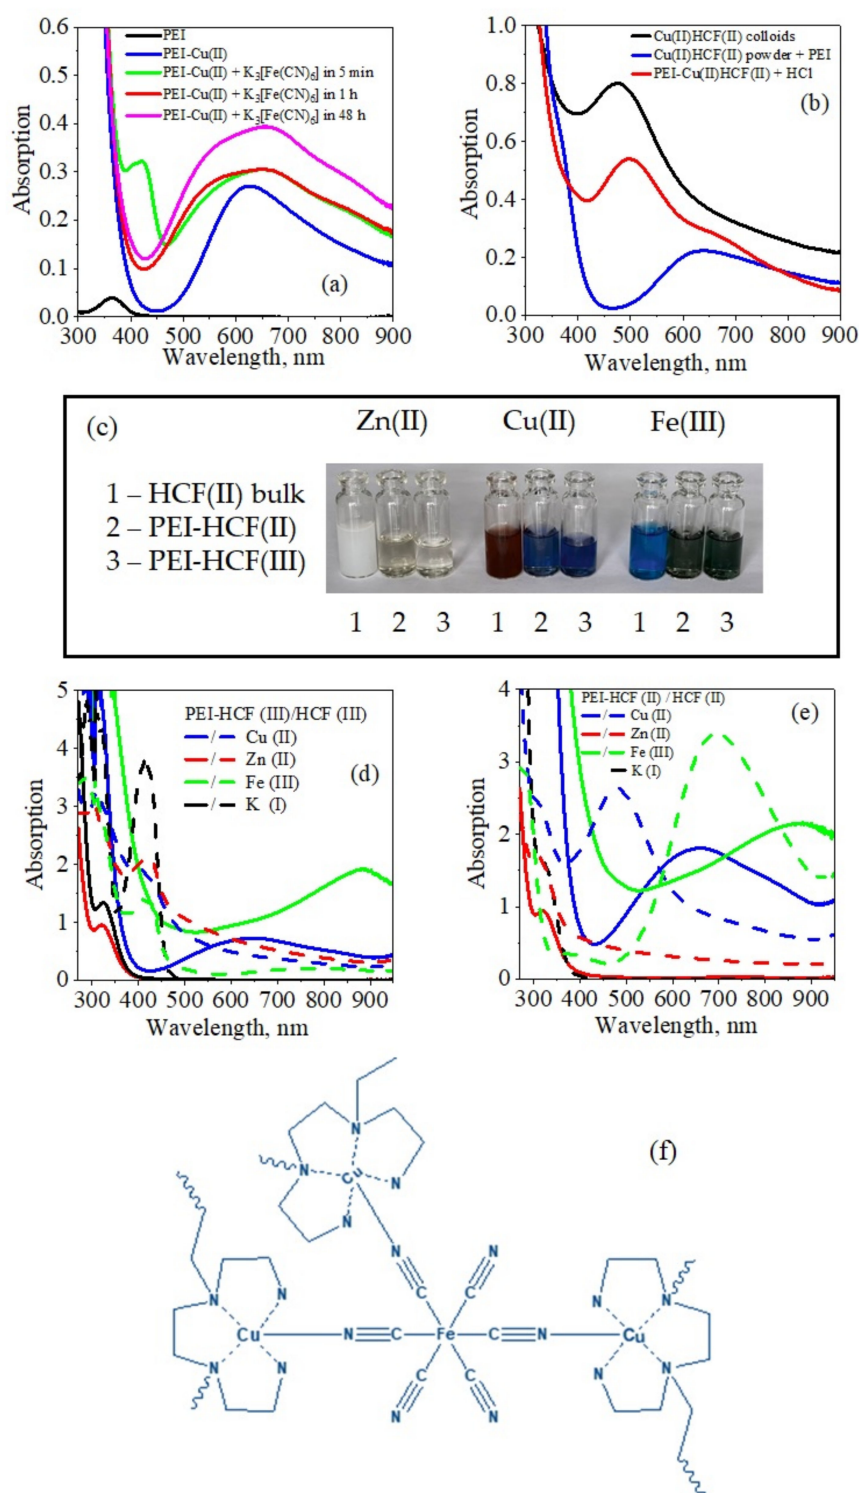 0.6
0.5
0.4
0.3
0.2
0.1
0.0
Absorption
PEI
PEI-Cu(II)
PEI-Cu(II) + K3[Fe(CN)6] in 5 min
PEI-Cu(II) + K3[Fe(CN)6] in 1 h
PEI-Cu(II) + K3[Fe(CN)6] in 48 h
(a)
300 400 500 600 700 800 900
Wavelength, nm
1.0
0.8
0.6
0.4
0.2
0.0
Absorption
Cu(II)HCF(II) colloids
Cu(II)HCF(II) powder + PEI
PEI-Cu(II)HCF(II) + HCl
(b)
300 400 500 600 700 800 900
Wavelength, nm
(c)
Zn(II) Cu(II) Fe(III)
1 – HCF(II) bulk
2 – PEI-HCF(II)
3 – PEI-HCF(III)
1 2 3 1 2 3 1 2 3
5
4
3
2
1
0
Absorption
PEI-HCF (III)/HCF (III)
/ Cu (II)
/ Zn (II)
/ Fe (III)
/ K (I)
(d)
300 400 500 600 700 800 900
Wavelength, nm
4
3
2
1
0
Absorption
PEI-HCF (II) / HCF (II)
/ Cu (II)
/ Zn (II)
/ Fe (III)
K (I)
(e)
300 400 500 600 700 800 900
Wavelength, nm
(f)
N
N Cu N
N
N N N
C C
N N N
Cu N C Fe C N Cu
N N C C N N
N N